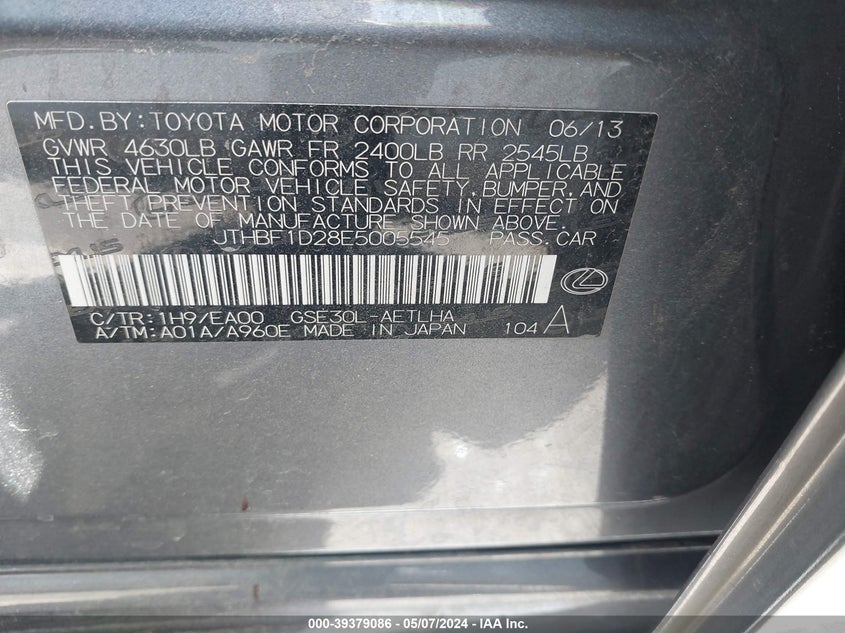 MFD.BY:TOYOTA MOTOR CORPORATION 06/13
GVWR 4630LB GAWR FR 2400LB RR 2545LB
THIS VEHICLE CONFORMS TO ALL APPLICABLE
FEDERAL MOTOR VEHICLE SAFETY,BUMPER,AND
THEFT PREVENTION STANDARDS IN EFFECT ON
THE DATE OF MANUFACTURE SHOWN ABOVE.
JTHBF1D28E5005545 PASS.CAR
C/TR:1H9/EA00 GSE30L-AETLHA
A/TM:A01A/A960E MADE IN JAPAN 104 A
000-39379086 - 05/07/2024 - IAA Inc.